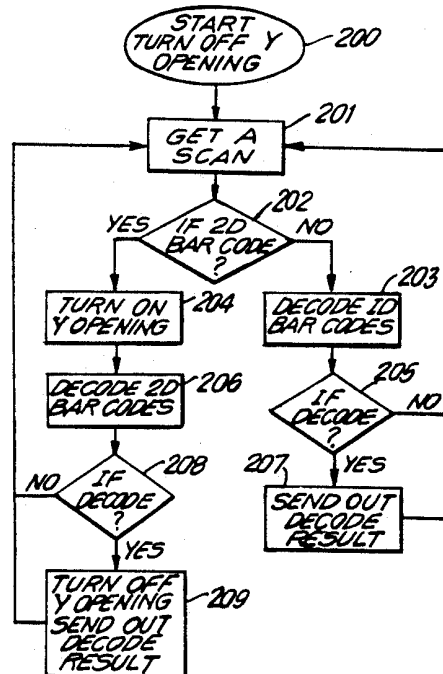 START
TURN OFF Y
OPENING
200
201
GET A
SCAN
202
YES
IF 2D
BAR CODE
?
NO
203
TURN ON
Y OPENING
204
DECODE 1D
BAR CODES
DECODE 2D
BAR CODES
206
205
IF
DECODE
?
NO
YES
208
NO
IF
DECODE
?
YES
207
SEND OUT
DECODE
RESULT
TURN OFF
Y OPENING
SEND OUT
DECODE
RESULT
209